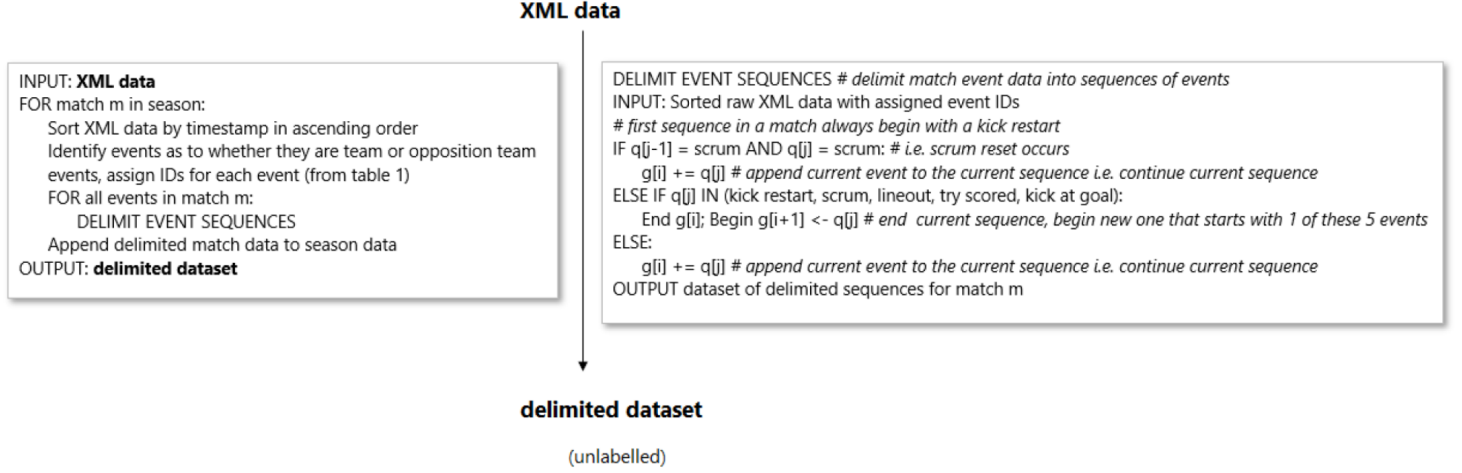 XML data
INPUT: XML data
FOR match m in season:
Sort XML data by timestamp in ascending order
Identify events as to whether they are team or opposition team
events, assign IDs for each event (from table 1)
FOR all events in match m:
DELIMIT EVENT SEQUENCES
Append delimited match data to season data
OUTPUT: delimited dataset
DELIMIT EVENT SEQUENCES # delimit match event data into sequences of events
INPUT: Sorted raw XML data with assigned event IDs
# first sequence in a match always begin with a kick restart
IF q[j-1] = scrum AND q[j] = scrum: # i.e. scrum reset occurs
g[i] += q[j] # append current event to the current sequence i.e. continue current sequence
ELSE IF q[j] IN (kick restart, scrum, lineout, try scored, kick at goal):
End g[i]; Begin g[i+1] <- q[j] # end current sequence, begin new one that starts with 1 of these 5 events
ELSE:
g[i] += q[j] # append current event to the current sequence i.e. continue current sequence
OUTPUT dataset of delimited sequences for match m
delimited dataset
(unlabelled)